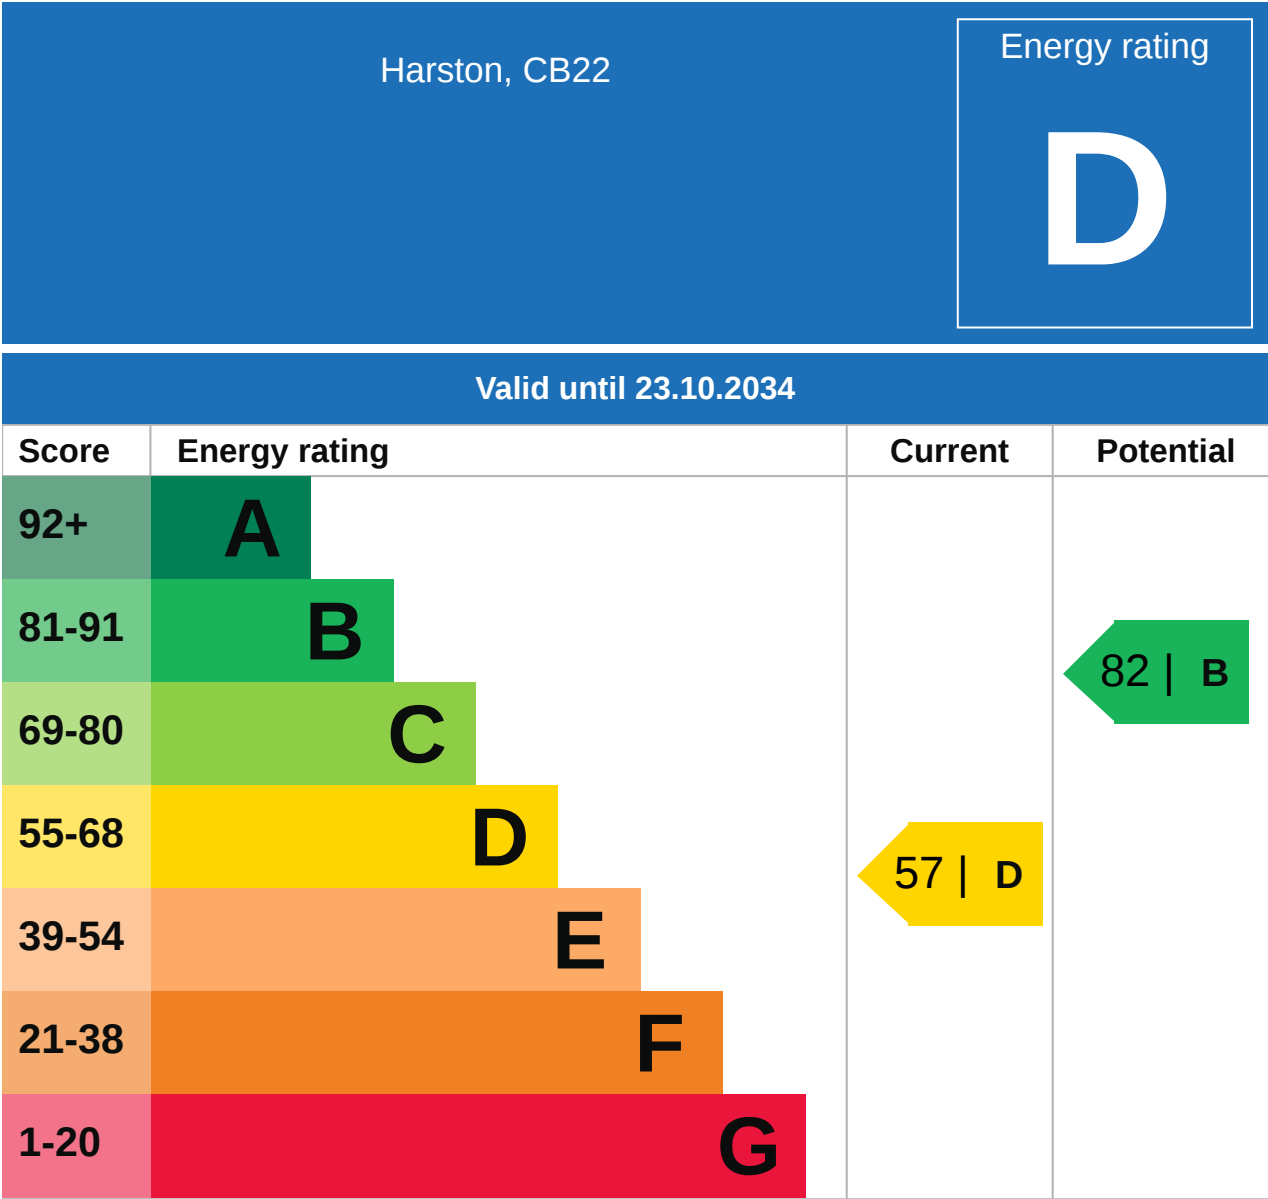 Harston, CB22
Energy rating
D
Valid until 23.10.2034
Score Energy rating Current Potential
92+ A
81-91 B
82 | B
69-80 C
55-68 D
57 | D
39-54 E
21-38 F
1-20 G